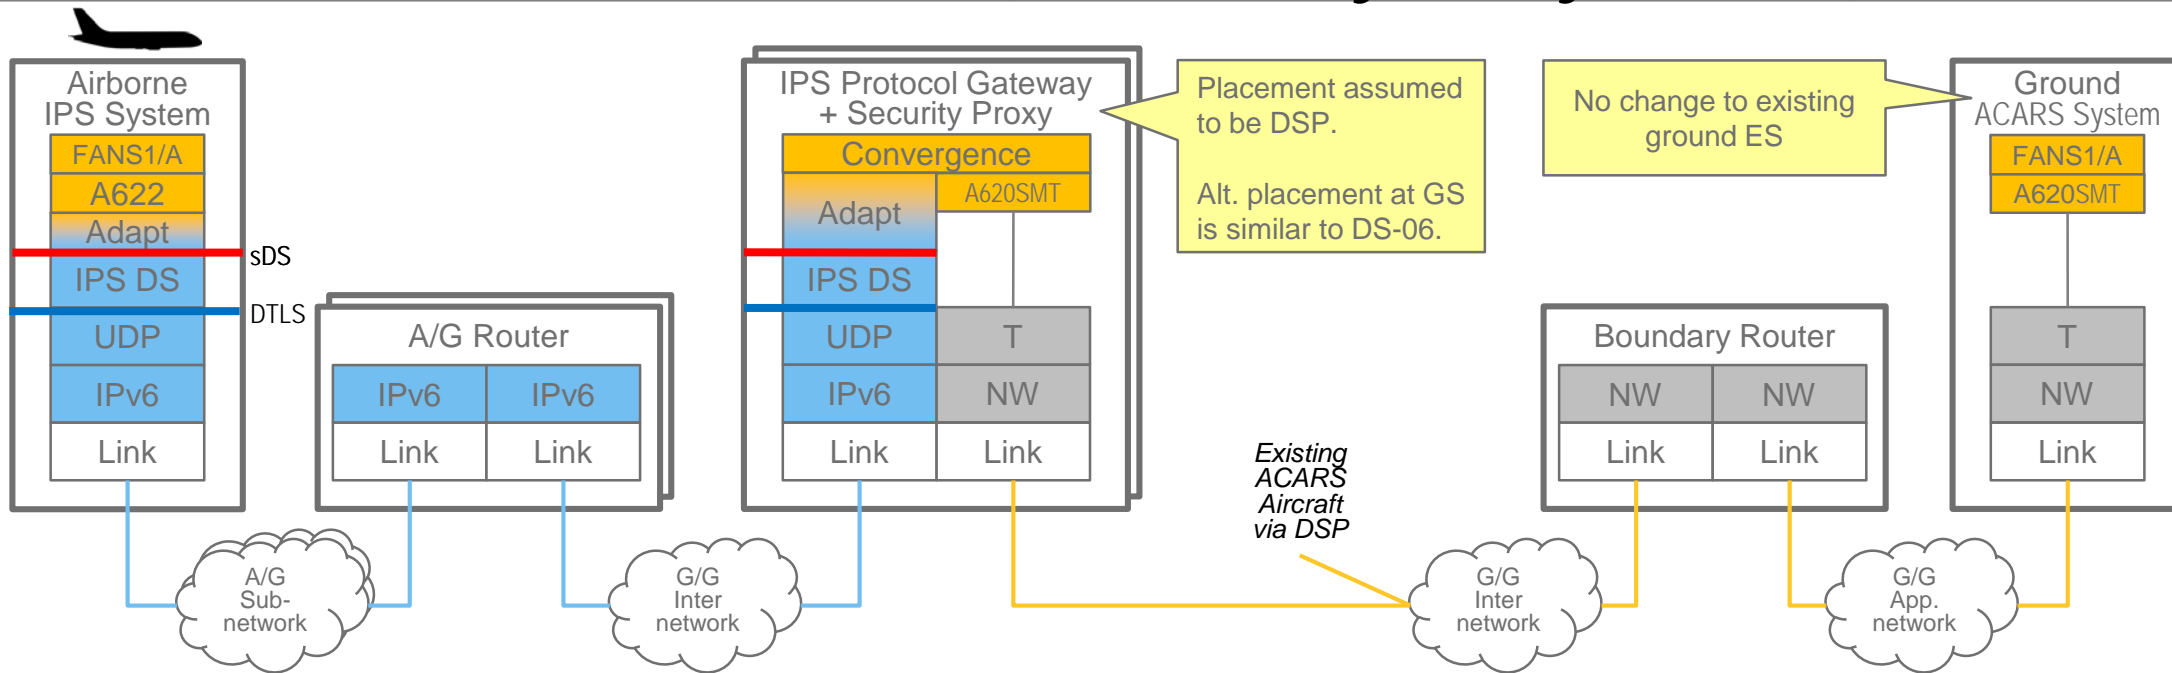 Airborne
IPS System
FANS1/A
A622
Adapt
sDS
IPS DS
DTLS
UDP
IPv6
Link
A/G
Sub-
network
A/G Router
IPv6 IPv6
Link Link
G/G
Inter
network
IPS Protocol Gateway
+ Security Proxy
Convergence
Adapt A620SMT
IPS DS
UDP T
IPv6 NW
Link Link
Placement assumed
to be DSP.
Alt. placement at GS
is similar to DS-06.
Existing
ACARS
Aircraft
via DSP
G/G
Inter
network
No change to existing
ground ES
Boundary Router
NW NW
Link Link
G/G
App.
network
Ground
ACARS System
FANS1/A
A620SMT
T
NW
Link